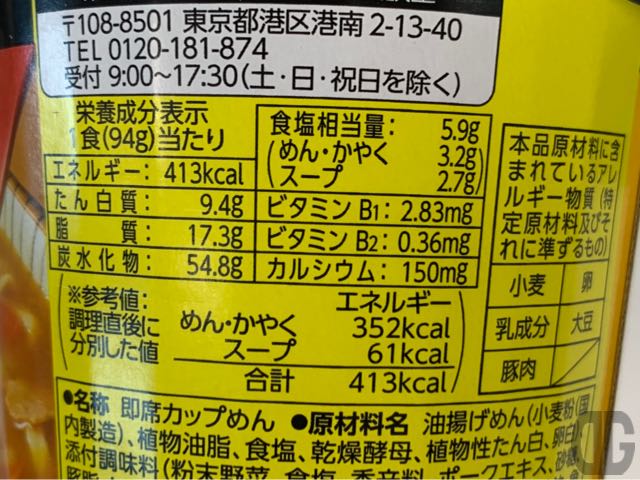 〒108-8501 東京都港区港南 2-13-40
TEL 0120-181-874
受付 9:00〜17:30(土・日・祝日を除く)
栄養成分表示
1食(94g)当たり
エネルギー: 413kcal
たん白質: 9.4g
脂質: 17.3g
炭水化物: 54.8g
食塩相当量: 5.9g
(めん・かやく 3.2g
スープ 2.7g)
ビタミン B1: 2.83mg
ビタミン B2: 0.36mg
カルシウム: 150mg
本品原材料に含
まれているアレ
ルギー物質(特
定原材料及びそ
れに準ずるもの)
小麦 卵
乳成分 大豆
豚肉
※参考値: エネルギー
調理直後に めん・かやく 352kcal
分別した値 スープ 61kcal
合計 413kcal
●名称 即席カップめん ●原材料名 油揚げめん(小麦粉(国
内製造)、植物油脂、食塩、乾燥酵母、植物性たん白、卵白)、
添付調味料(粉末野菜、食塩、香辛料、ポークエキス、